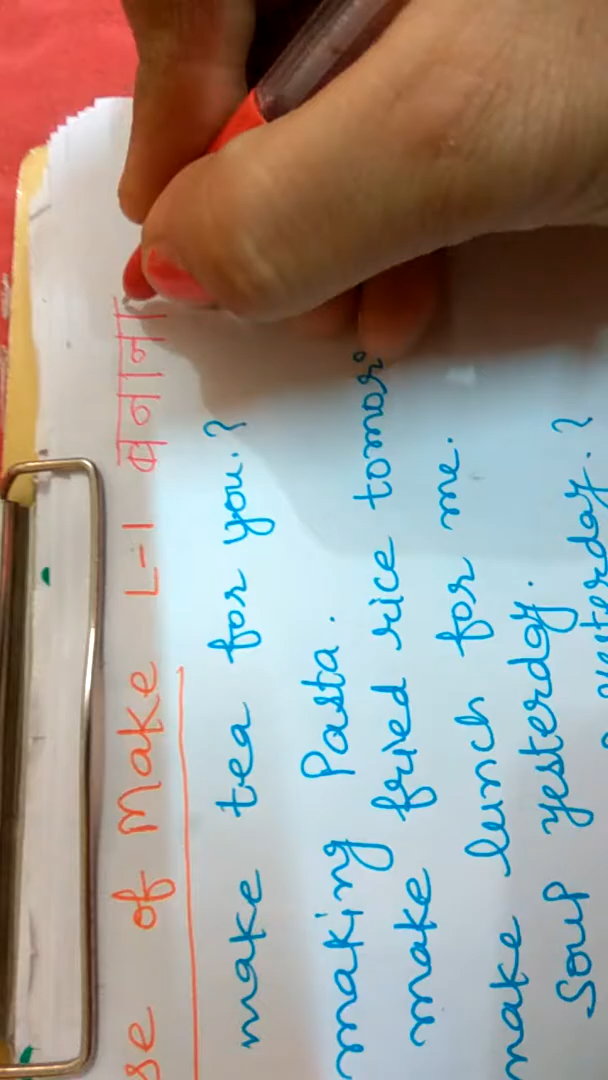 se of Make L-1 बनाना
make tea for you.?
making Pasta.
make fried rice tomor
make lunch for me.
Soup yesterday.
yesterday.?